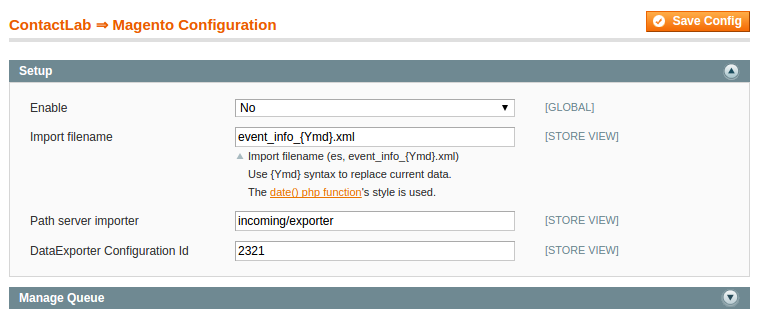 ContactLab ⇒ Magento Configuration
Save Config
Setup
Enable No [GLOBAL]
Import filename event_info_{Ymd}.xml [STORE VIEW]
Import filename (es, event_info_{Ymd}.xml)
Use {Ymd} syntax to replace current data.
The date() php function's style is used.
Path server importer incoming/exporter [STORE VIEW]
DataExporter Configuration Id 2321 [STORE VIEW]
Manage Queue